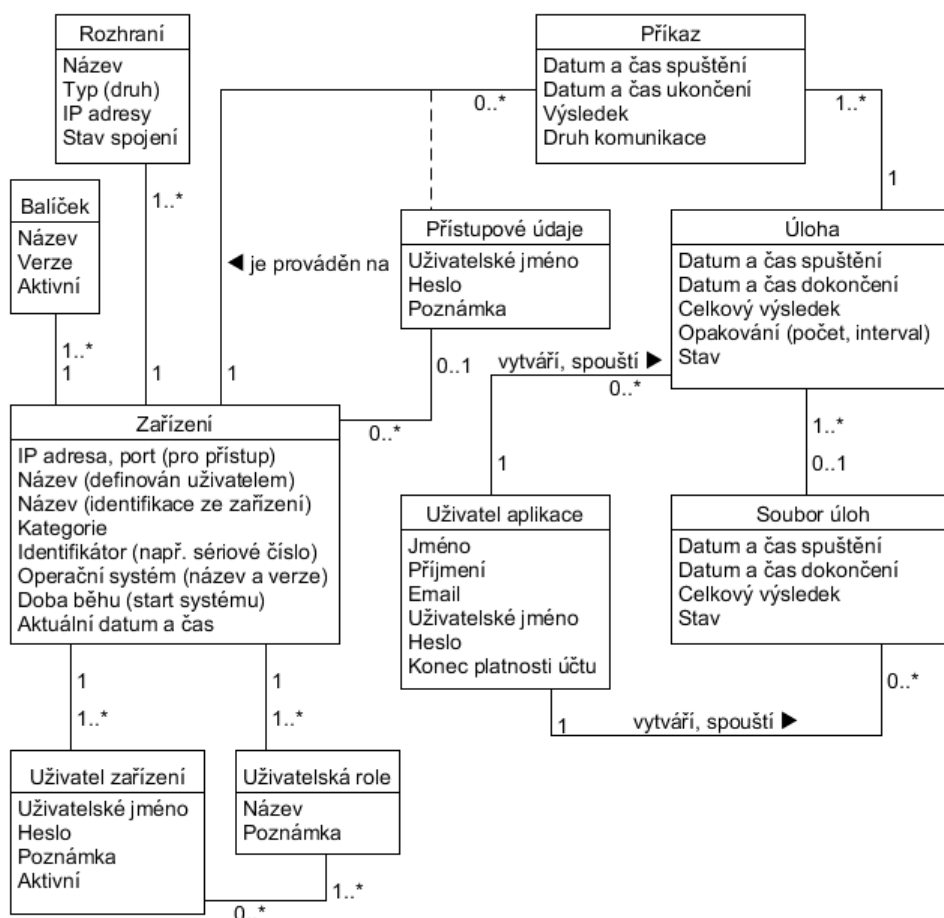 Rozhraní
Název
Typ (druh)
IP adresy
Stav spojení
1..*
1
Příkaz
Datum a čas spuštění
Datum a čas ukončení
Výsledek
Druh komunikace
0..*
1..*
1
Balíček
Název
Verze
Aktivní
1..*
1
◄ je prováděn na
1
Přístupové údaje
Uživatelské jméno
Heslo
Poznámka
0..1
0..*
Úloha
Datum a čas spuštění
Datum a čas dokončení
Celkový výsledek
Opakování (počet, interval)
Stav
vytváří, spouští ►
0..*
1
1..*
0..1
Zařízení
IP adresa, port (pro přístup)
Název (definován uživatelem)
Název (identifikace ze zařízení)
Kategorie
Identifikátor (např. sériové číslo)
Operační systém (název a verze)
Doba běhu (start systému)
Aktuální datum a čas
1
1..*
1
1..*
Uživatel aplikace
Jméno
Příjmení
Email
Uživatelské jméno
Heslo
Konec platnosti účtu
Soubor úloh
Datum a čas spuštění
Datum a čas dokončení
Celkový výsledek
Stav
0..*
1
vytváří, spouští ►
Uživatel zařízení
Uživatelské jméno
Heslo
Poznámka
Aktivní
Uživatelská role
Název
Poznámka
1..*
0..*